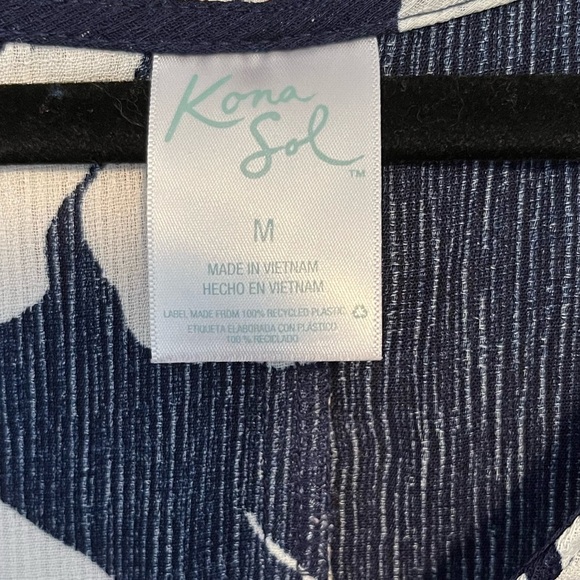 Kona
Sol
TM
M
MADE IN VIETNAM
HECHO EN VIETNAM
LABEL MADE FROM 100% RECYCLED PLASTIC
ETIQUETA ELABORADA CON PLÁSTICO
100 % RECICLADO